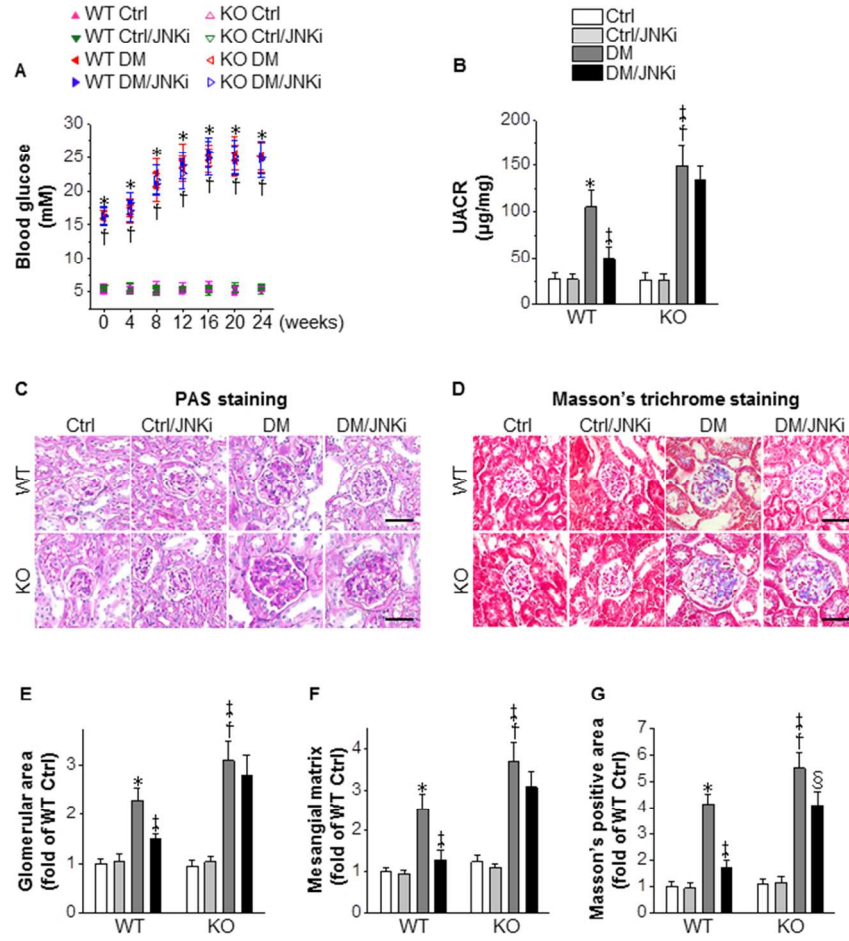 WT Ctrl KO Ctrl
WT Ctrl/JNKi KO Ctrl/JNKi
WT DM KO DM
WT DM/JNKi KO DM/JNKi
A
Blood glucose
(mM)
30
25
20
15
10
5
* * * * * * *
† † † † † † †
0 4 8 12 16 20 24 (weeks)
Ctrl
Ctrl/JNKi
DM
DM/JNKi
B
UACR
(µg/mg)
200
150
100
50
0
* ‡ ‡ †
WT KO
C PAS staining
Ctrl Ctrl/JNKi DM DM/JNKi
WT
KO
D Masson's trichrome staining
Ctrl Ctrl/JNKi DM DM/JNKi
WT
KO
E
Glomerular area
(fold of WT Ctrl)
3
2
1
0
* ‡ ‡ †
WT KO
F
Mesangial matrix
(fold of WT Ctrl)
4
3
2
1
0
* ‡ ‡ †
WT KO
G
Masson's positive area
(fold of WT Ctrl)
7
6
5
4
3
2
1
0
* ‡ ‡ † §
WT KO